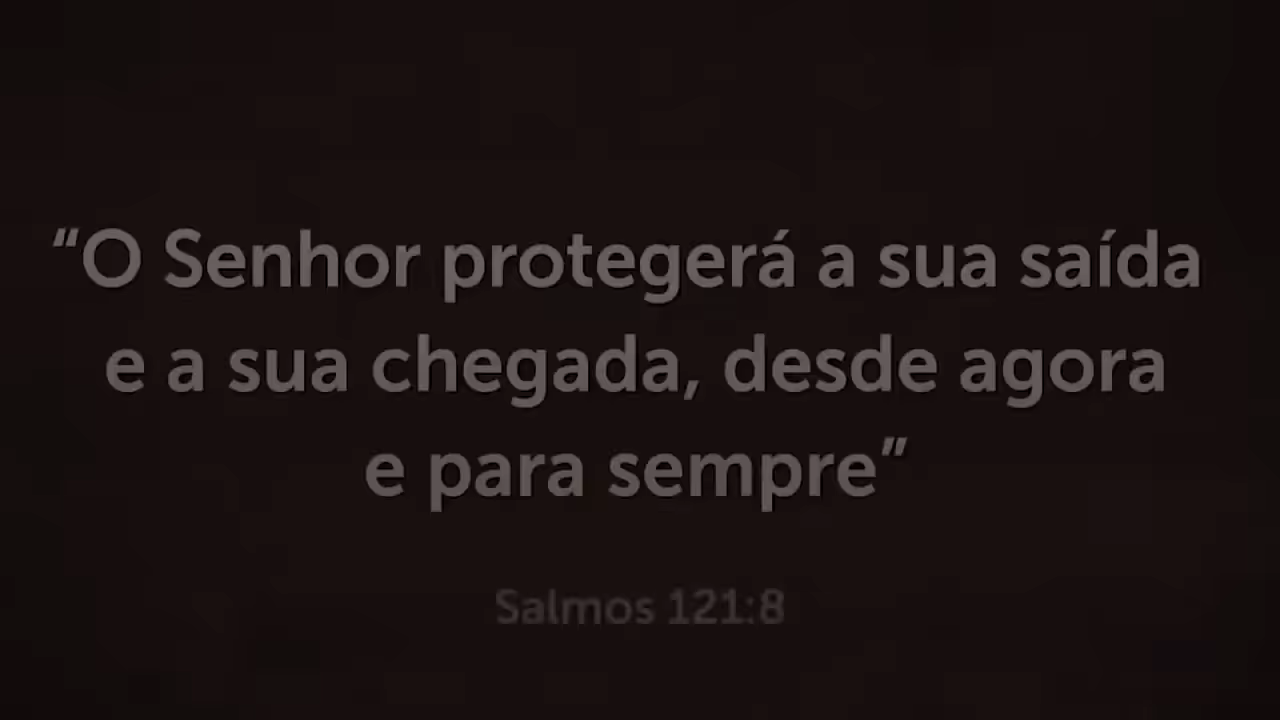 “O Senhor protegerá a sua saída
e a sua chegada, desde agora
e para sempre”
Salmos 121:8